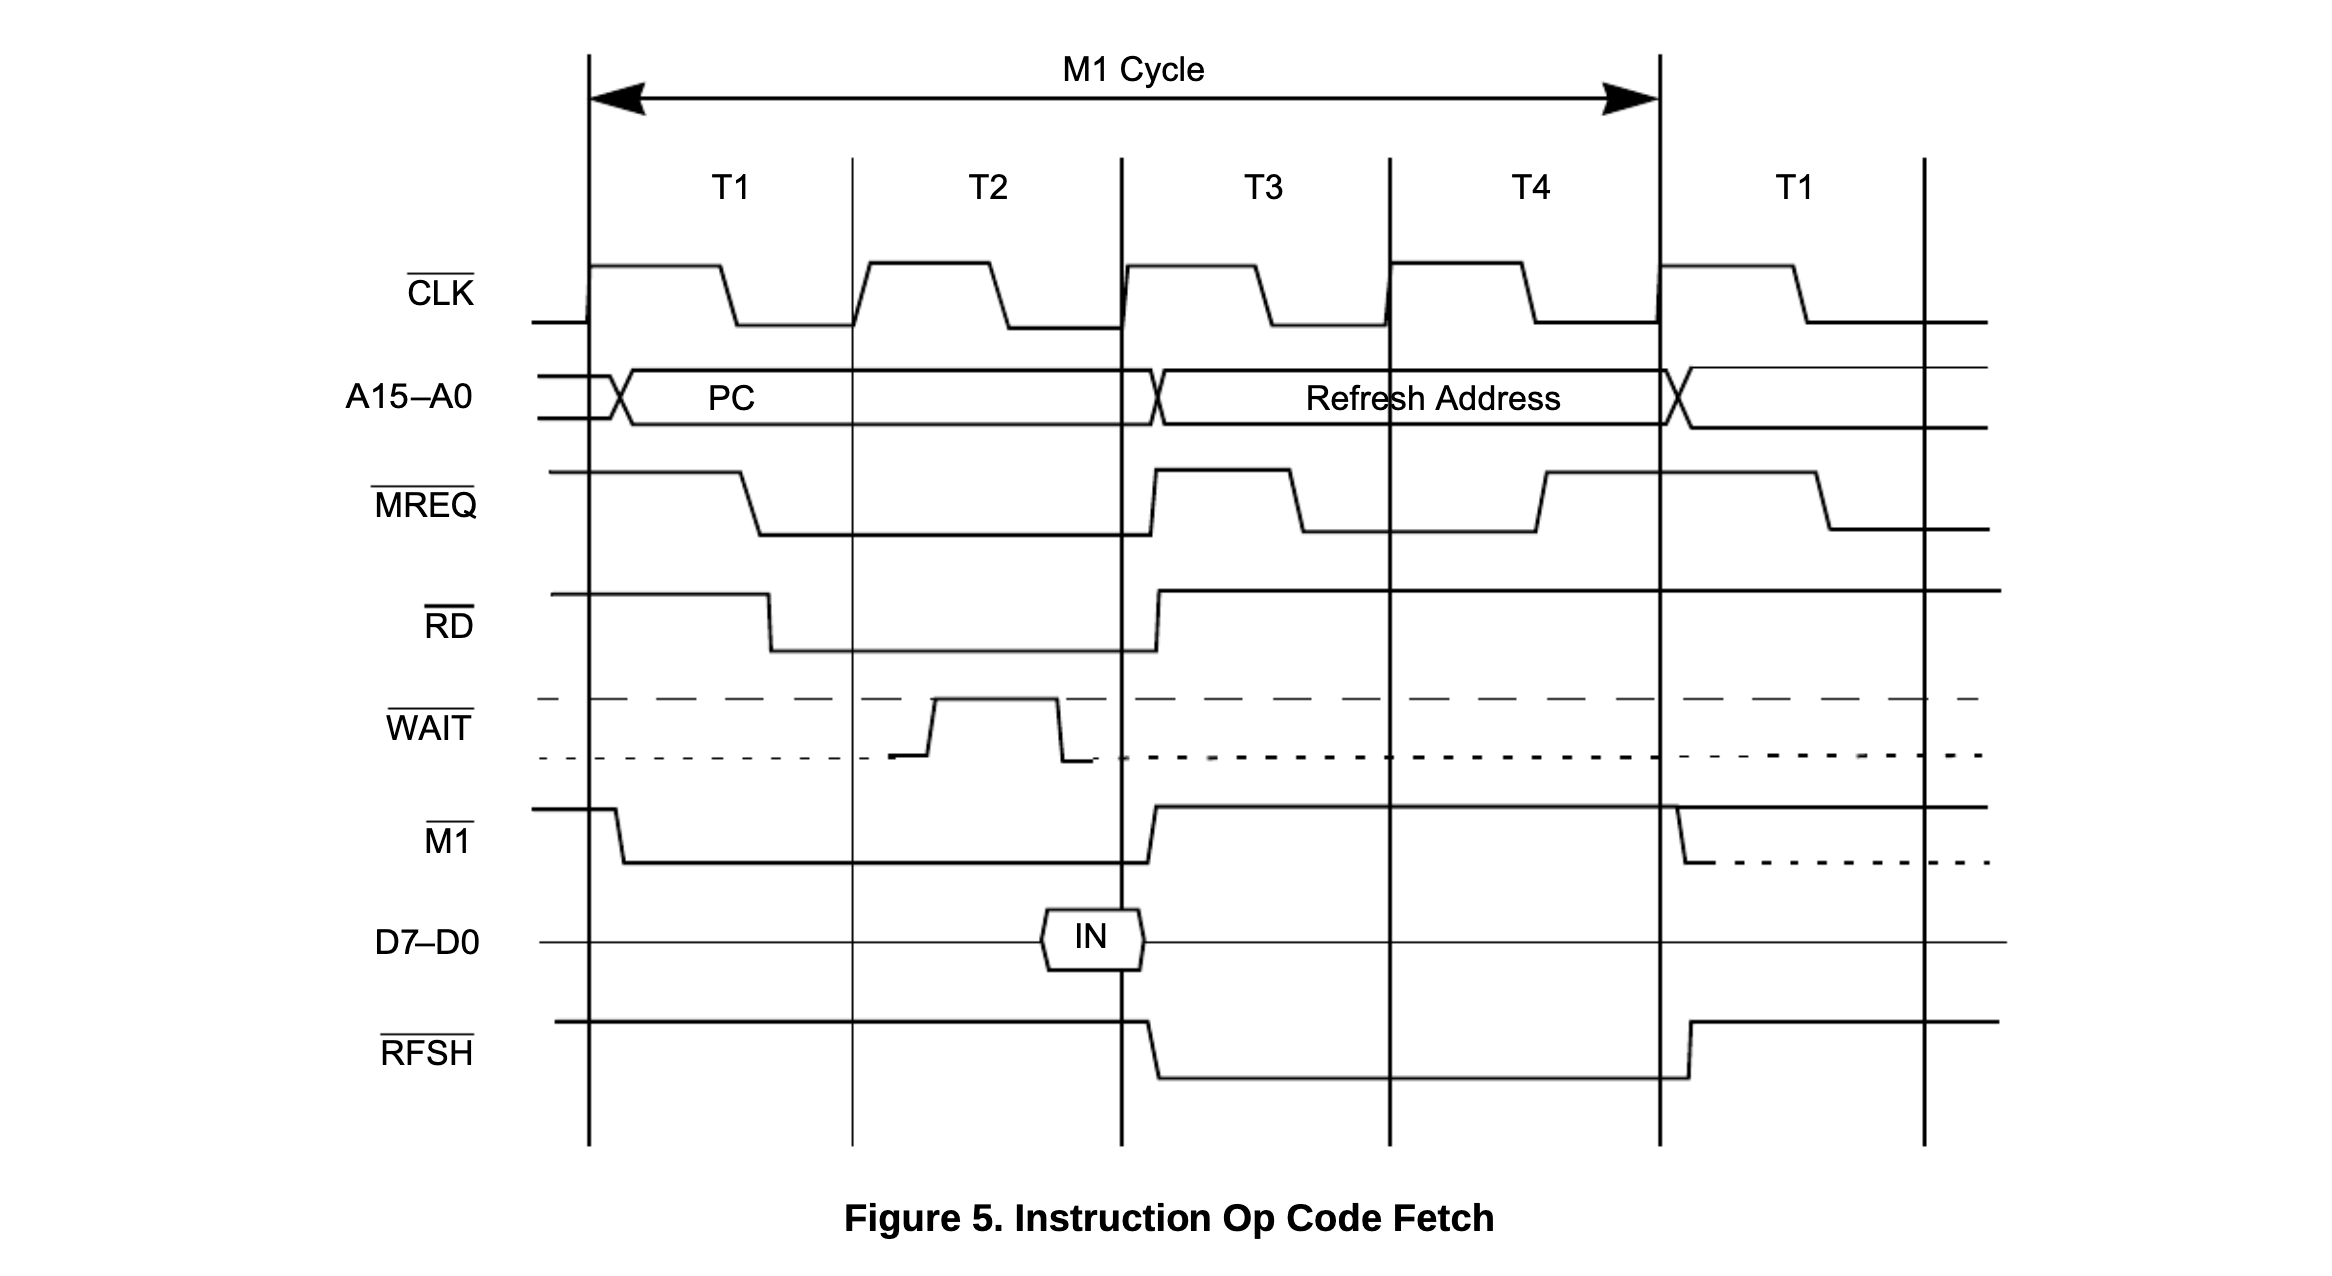 M1 Cycle
T1 T2 T3 T4 T1
CLK
A15–A0 PC Refresh Address
MREQ
RD
WAIT
M1
D7–D0 IN
RFSH
Figure 5. Instruction Op Code Fetch